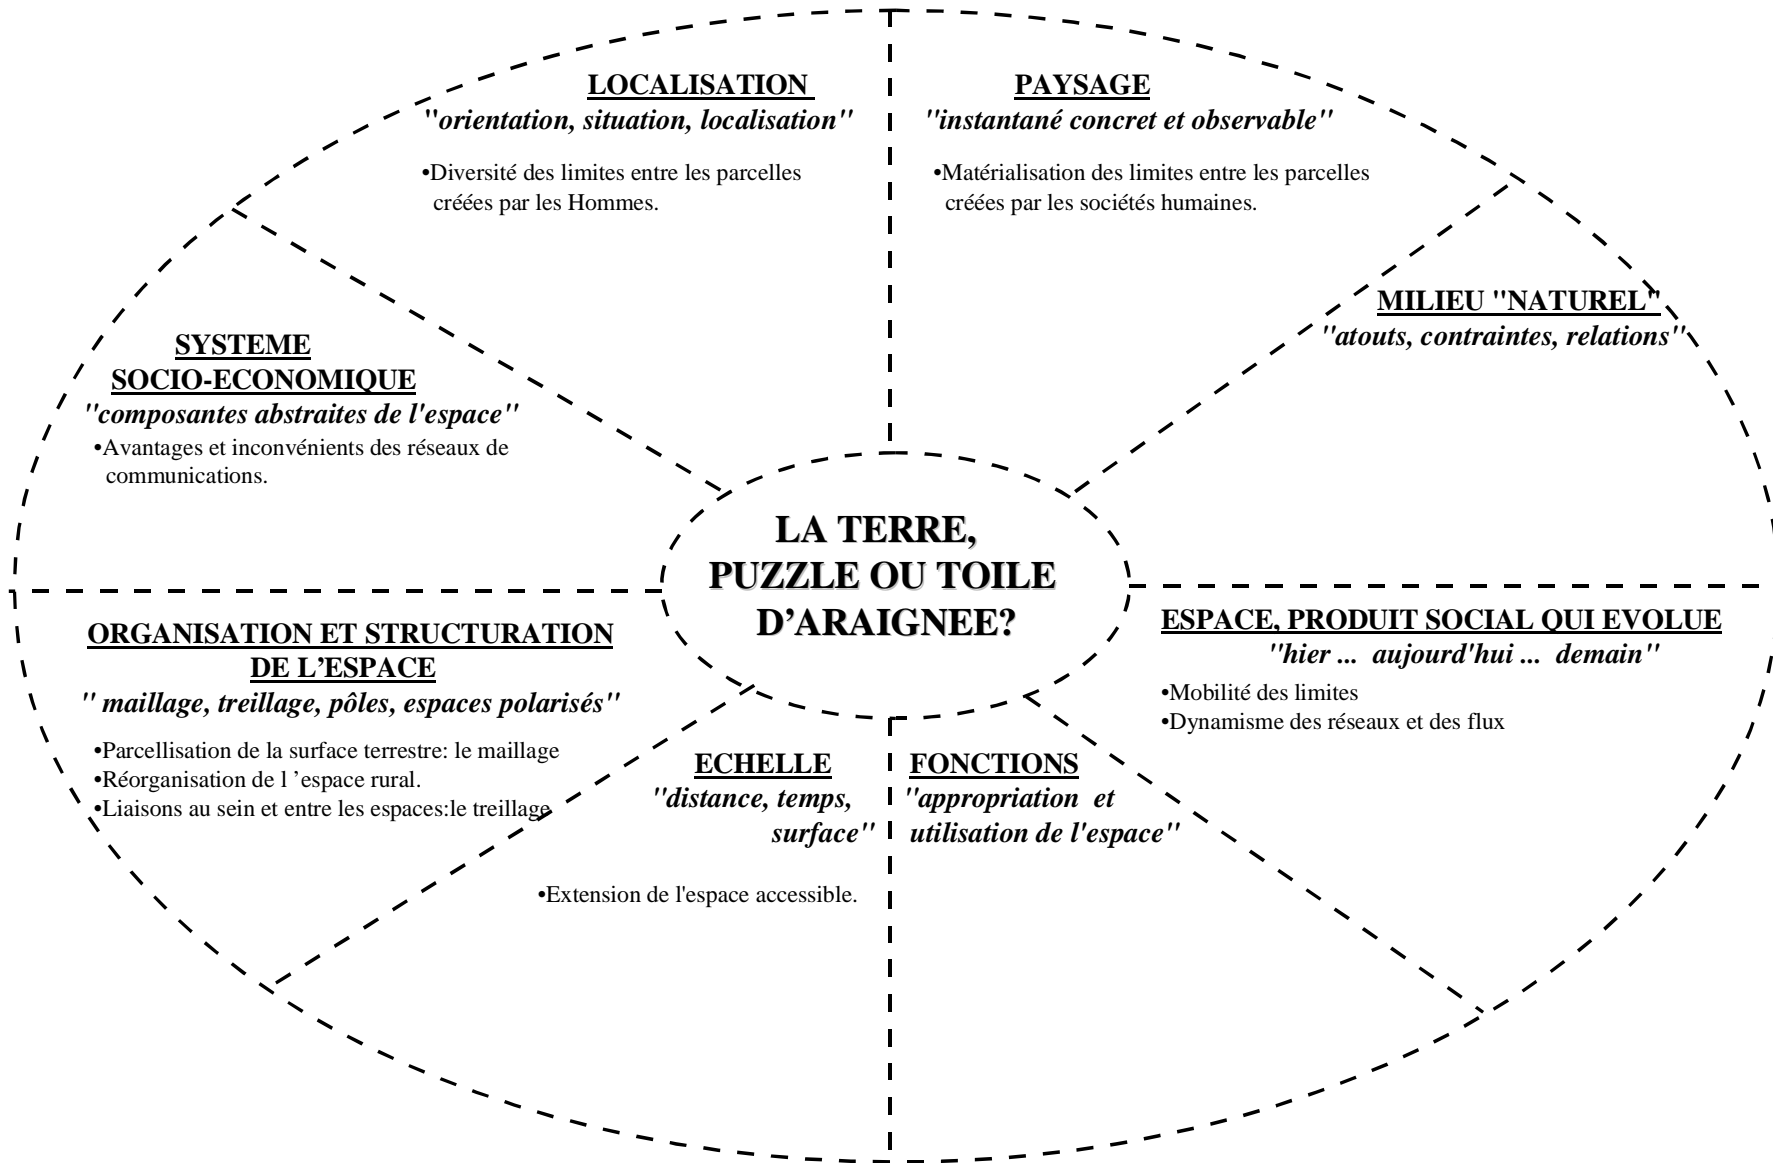 LOCALISATION
"orientation, situation, localisation"
•Diversité des limites entre les parcelles
créées par les Hommes.
PAYSAGE
"instantané concret et observable"
•Matérialisation des limites entre les parcelles
créées par les sociétés humaines.
MILIEU "NATUREL"
"atouts, contraintes, relations"
SYSTEME
SOCIO-ECONOMIQUE
"composantes abstraites de l'espace"
•Avantages et inconvénients des réseaux de
communications.
LA TERRE,
PUZZLE OU TOILE
D’ARAIGNEE?
ORGANISATION ET STRUCTURATION
DE L’ESPACE
" maillage, treillage, pôles, espaces polarisés"
•Parcellisation de la surface terrestre: le maillage
•Réorganisation de l ’espace rural.
•Liaisons au sein et entre les espaces:le treillage
ESPACE, PRODUIT SOCIAL QUI EVOLUE
"hier ... aujourd'hui ... demain"
•Mobilité des limites
•Dynamisme des réseaux et des flux
ECHELLE
"distance, temps,
surface"
•Extension de l'espace accessible.
FONCTIONS
"appropriation et
utilisation de l'espace"